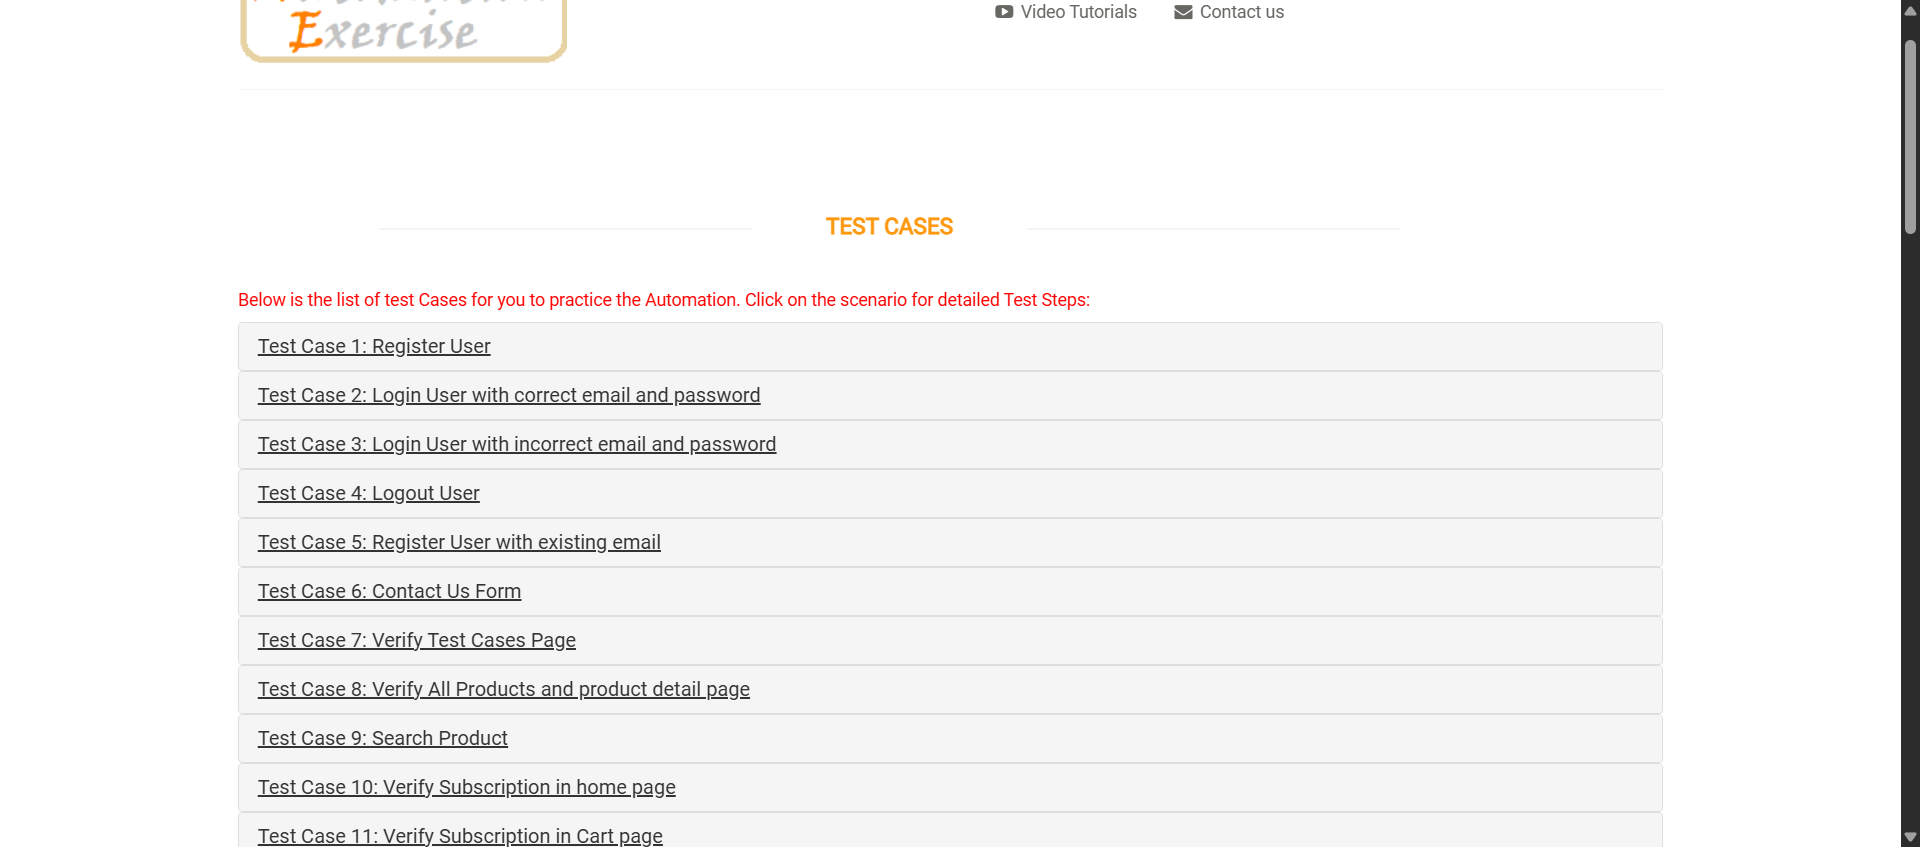 Exercise
Video Tutorials
Contact us
TEST CASES
Below is the list of test Cases for you to practice the Automation. Click on the scenario for detailed Test Steps:
Test Case 1: Register User
Test Case 2: Login User with correct email and password
Test Case 3: Login User with incorrect email and password
Test Case 4: Logout User
Test Case 5: Register User with existing email
Test Case 6: Contact Us Form
Test Case 7: Verify Test Cases Page
Test Case 8: Verify All Products and product detail page
Test Case 9: Search Product
Test Case 10: Verify Subscription in home page
Test Case 11: Verify Subscription in Cart page